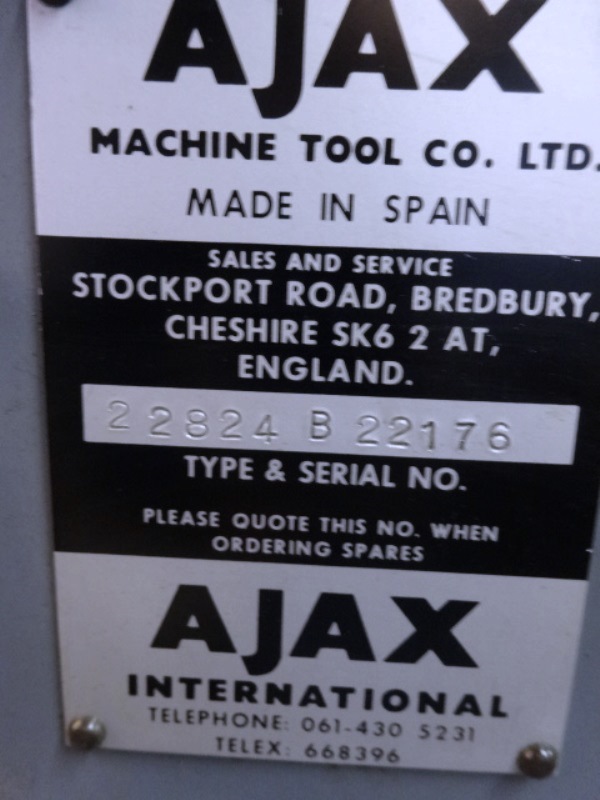 AJAX
MACHINE TOOL CO. LTD.
MADE IN SPAIN
SALES AND SERVICE
STOCKPORT ROAD, BREDBURY,
CHESHIRE SK6 2 AT,
ENGLAND.
2 2824 B 22176
TYPE & SERIAL NO.
PLEASE QUOTE THIS NO. WHEN
ORDERING SPARES
AJAX
INTERNATIONAL
TELEPHONE: 061-430 5231
TELEX: 668396